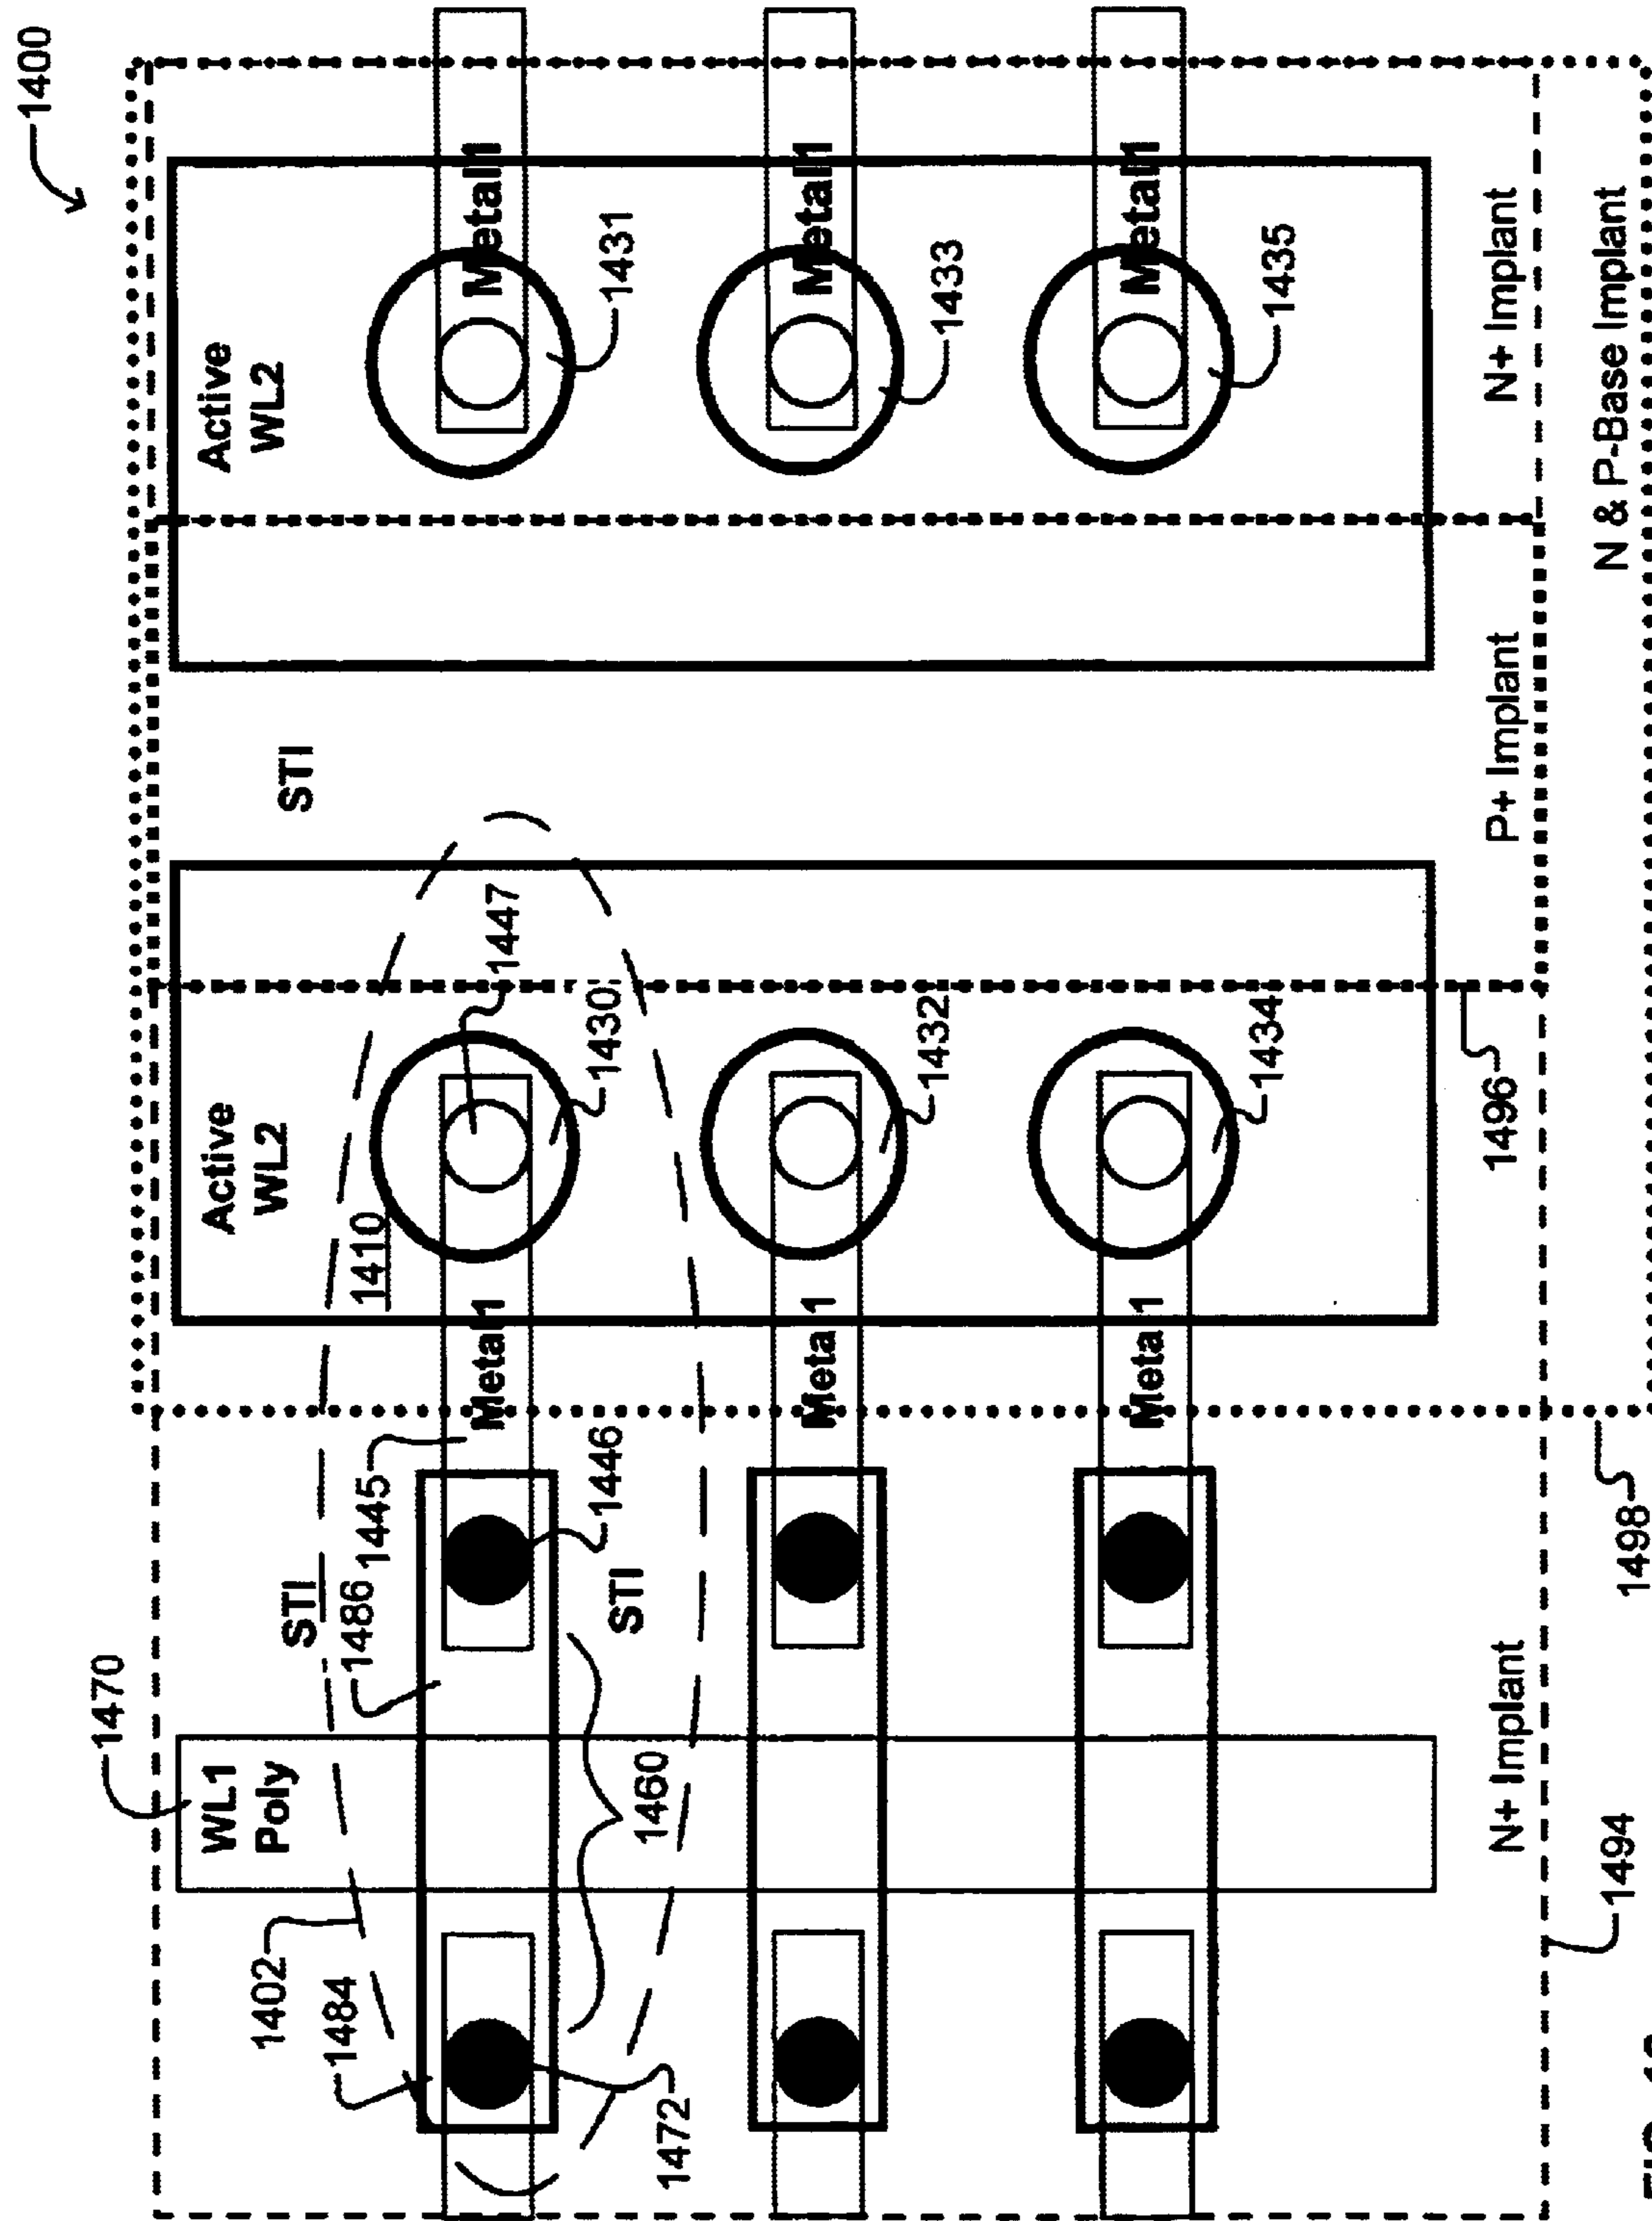 1400
1470
WL1
Poly
Active
WL2
Active
WL2
1402
1484
STI
1486
1445
1410
1447
STI
Metal1
Metal1
1446
1430
1431
STI
1460
1472
Metal1
Metal1
1432
1433
Metal1
Metal1
1434
1435
N+ Implant
1496
P+ Implant
N+ Implant
1494
1498
N & P-Base Implant